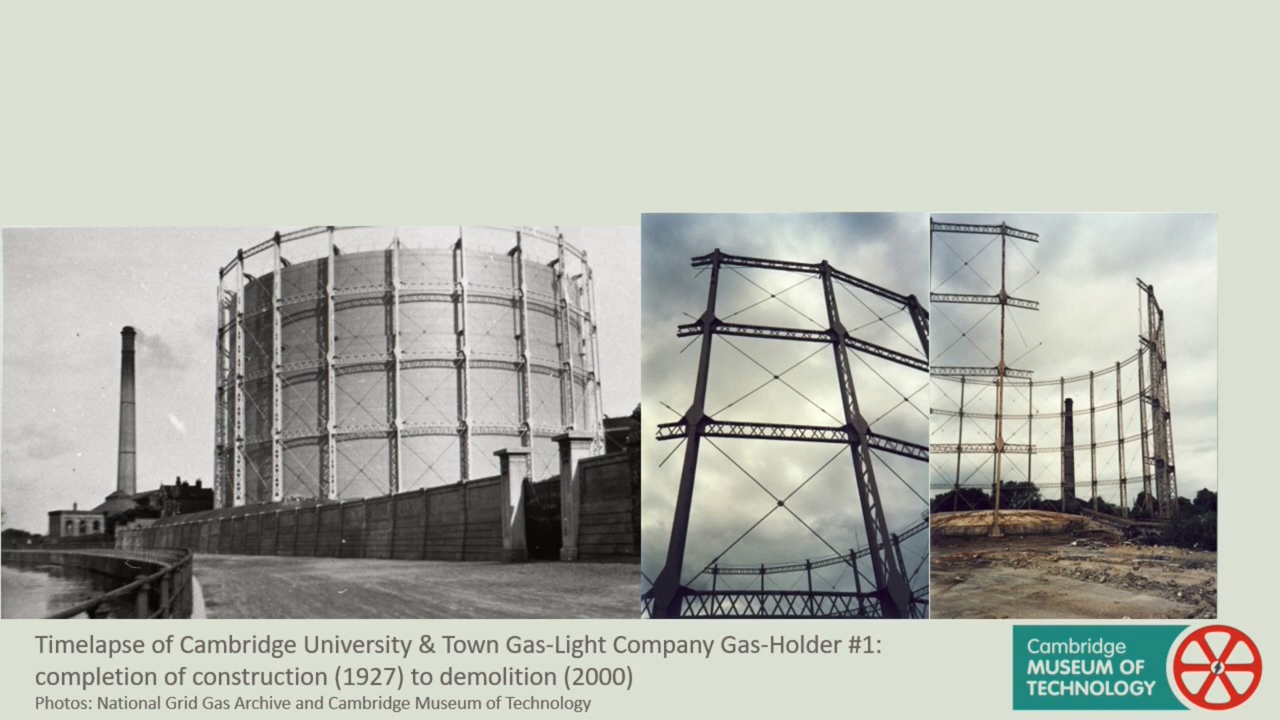 Timelapse of Cambridge University & Town Gas-Light Company Gas-Holder #1:
completion of construction (1927) to demolition (2000)
Photos: National Grid Gas Archive and Cambridge Museum of Technology
Cambridge
MUSEUM OF
TECHNOLOGY